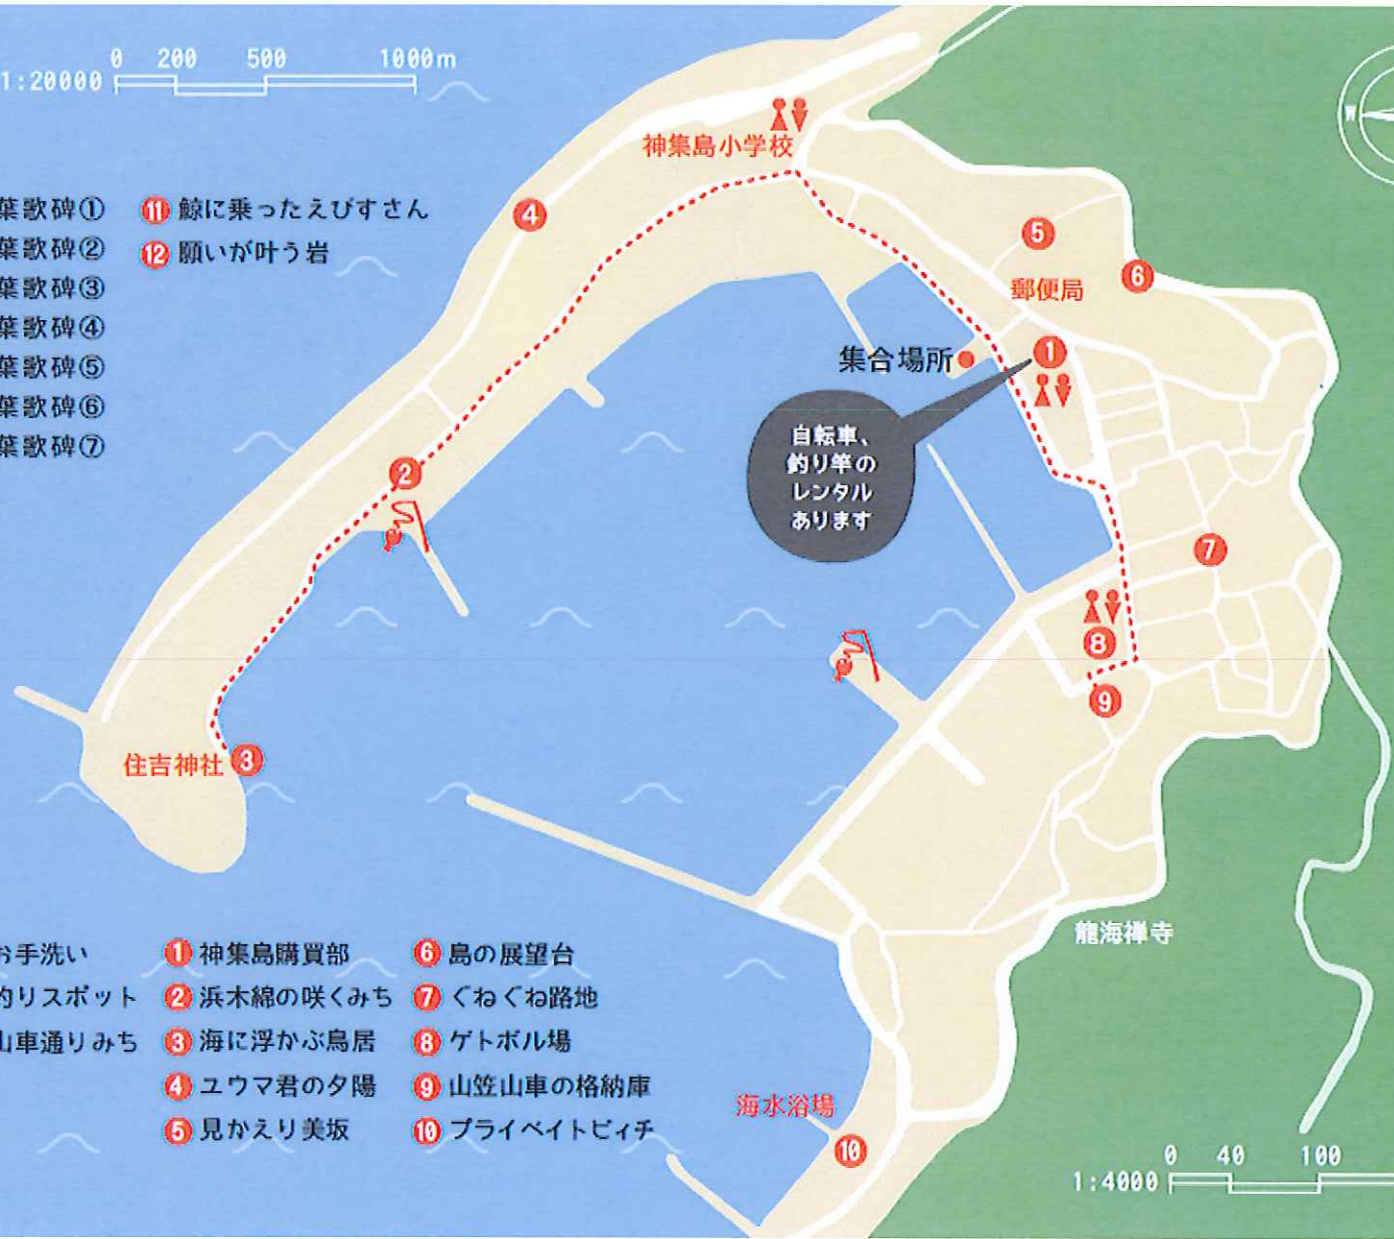 0 200 500 1000m
1:20000
神集島小学校
W
葉歌碑①
葉歌碑②
葉歌碑③
葉歌碑④
葉歌碑⑤
葉歌碑⑥
葉歌碑⑦
11 鯨に乗ったえびすさん
12 願いが叶う岩
4
5
6
郵便局
集合場所
1
自転車、
釣り竿の
レンタル
あります
2
7
8
9
住吉神社 3
龍海禅寺
お手洗い
釣りスポット
山車通りみち
1 神集島購買部
2 浜木綿の咲くみち
3 海に浮かぶ鳥居
4 ユウマ君の夕陽
5 見かえり美坂
6 島の展望台
7 くねくね路地
8 ゲトボル場
9 山笠山車の格納庫
10 プライベイトビィチ
海水浴場
10
0 40 100
1:4000